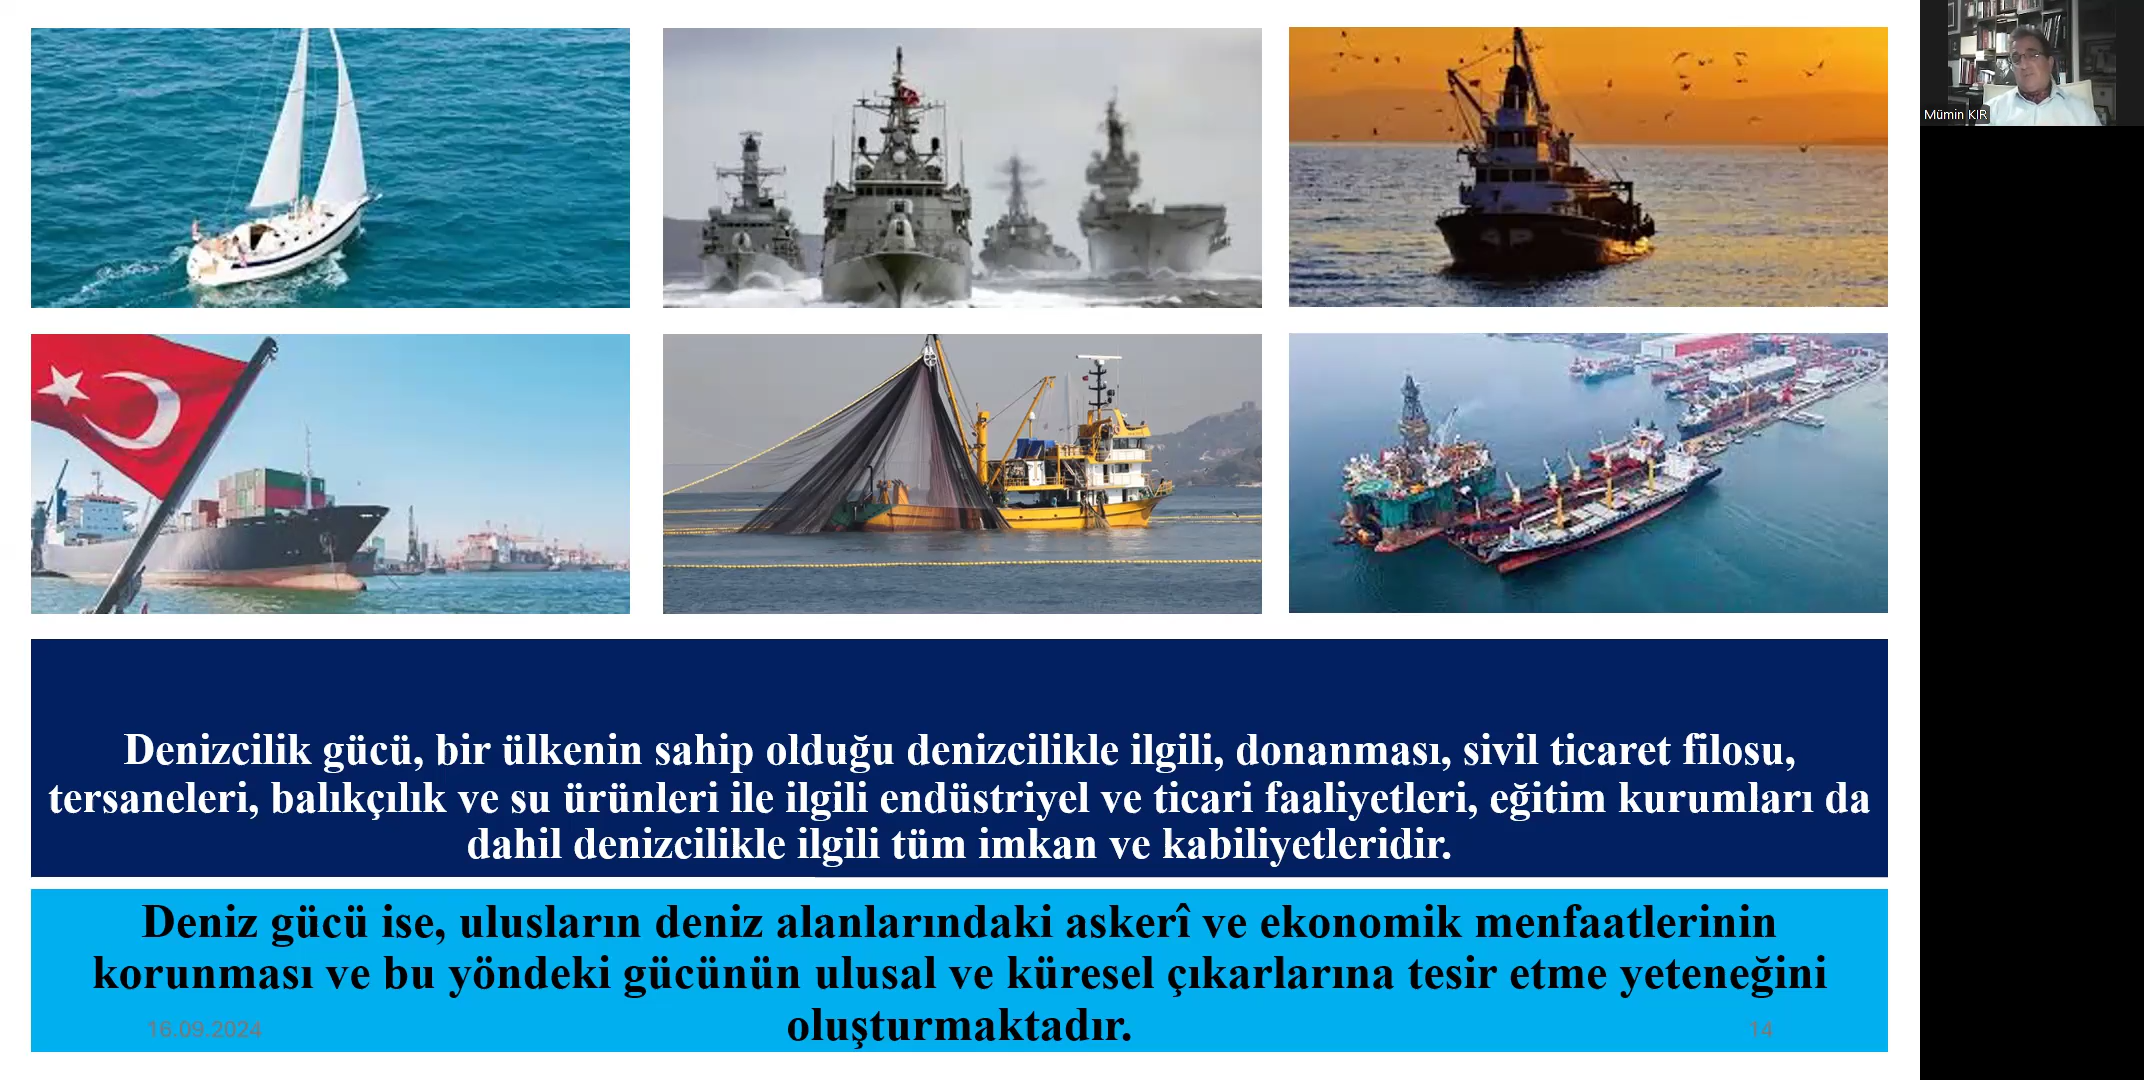 Mümin KIR
Denizcilik gücü, bir ülkenin sahip olduğu denizcilikle ilgili, donanması, sivil ticaret filosu,
tersaneleri, balıkçılık ve su ürünleri ile ilgili endüstriyel ve ticari faaliyetleri, eğitim kurumları da
dahil denizcilikle ilgili tüm imkan ve kabiliyetleridir.
Deniz gücü ise, ulusların deniz alanlarındaki askerî ve ekonomik menfaatlerinin
korunması ve bu yöndeki gücünün ulusal ve küresel çıkarlarına tesir etme yeteneğini
oluşturmaktadır.
16.09.2024
14